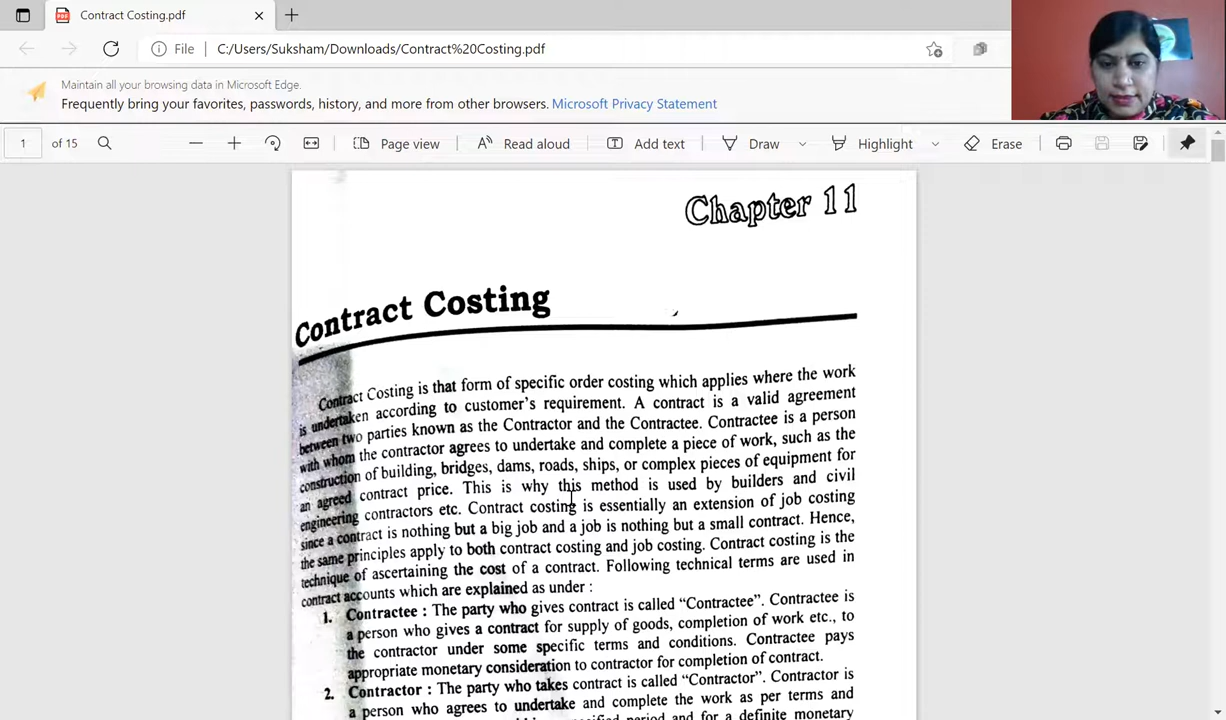 Contract Costing.pdf
File C:/Users/Suksham/Downloads/Contract%20Costing.pdf
Maintain all your browsing data in Microsoft Edge.
Frequently bring your favorites, passwords, history, and more from other browsers. Microsoft Privacy Statement
1 of 15 Page view Read aloud Add text Draw Highlight Erase
Chapter 11
Contract Costing
Contract Costing is that form of specific order costing which applies where the work
is undertaken according to customer's requirement. A contract is a valid agreement
between two parties known as the Contractor and the Contractee. Contractee is a person
with whom the contractor agrees to undertake and complete a piece of work, such as the
construction of building, bridges, dams, roads, ships, or complex pieces of equipment for
an agreed contract price. This is why this method is used by builders and civil
engineering contractors etc. Contract costing is essentially an extension of job costing
since a contract is nothing but a big job and a job is nothing but a small contract. Hence,
the same principles apply to both contract costing and job costing. Contract costing is the
technique of ascertaining the cost of a contract. Following technical terms are used in
contract accounts which are explained as under :
1. Contractee : The party who gives contract is called "Contractee". Contractee is
a person who gives a contract for supply of goods, completion of work etc., to
the contractor under some specific terms and conditions. Contractee pays
appropriate monetary consideration to contractor for completion of contract.
2. Contractor : The party who takes contract is called "Contractor". Contractor is
a person who agrees to undertake and complete the work as per terms and
period and for a definite monetary